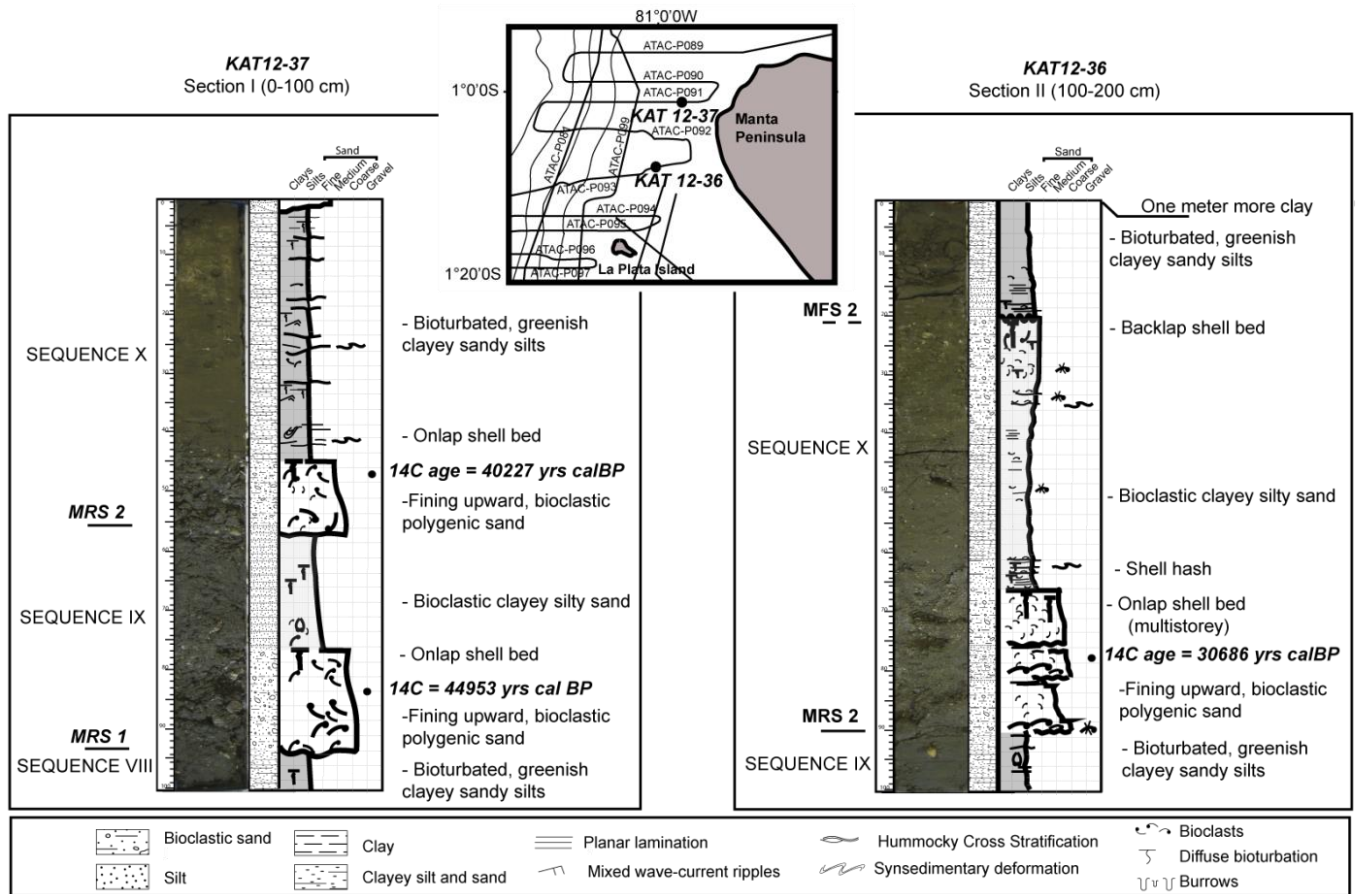 KAT12-37
Section I (0-100 cm)
81°0'0W
1°0'0S
1°20'0S
ATAC-P089
ATAC-P090
ATAC-P091
KAT 12-37
ATAC-P092
Manta
Peninsula
ATAC-P099
KAT 12-36
ATAC-P093
ATAC-P094
ATAC-P095
ATAC-P096
ATAC-P097
La Plata Island
KAT12-36
Section II (100-200 cm)
Sand
Clays
Silts
Fine
Medium
Coarse
Gravel
SEQUENCE X
MRS 2
SEQUENCE IX
MRS 1
SEQUENCE VIII
- Bioturbated, greenish
clayey sandy silts
- Onlap shell bed
14C age = 40227 yrs calBP
-Fining upward, bioclastic
polygenic sand
- Bioclastic clayey silty sand
- Onlap shell bed
14C = 44953 yrs cal BP
-Fining upward, bioclastic
polygenic sand
- Bioturbated, greenish
clayey sandy silts
Sand
Clays
Silts
Fine
Medium
Coarse
Gravel
MFS 2
SEQUENCE X
MRS 2
SEQUENCE IX
One meter more clay
- Bioturbated, greenish
clayey sandy silts
- Backlap shell bed
- Bioclastic clayey silty sand
- Shell hash
- Onlap shell bed
(multistorey)
14C age = 30686 yrs calBP
-Fining upward, bioclastic
polygenic sand
- Bioturbated, greenish
clayey sandy silts
Bioclastic sand
Silt
Clay
Clayey silt and sand
Planar lamination
Mixed wave-current ripples
Hummocky Cross Stratification
Synsedimentary deformation
Bioclasts
Diffuse bioturbation
Burrows